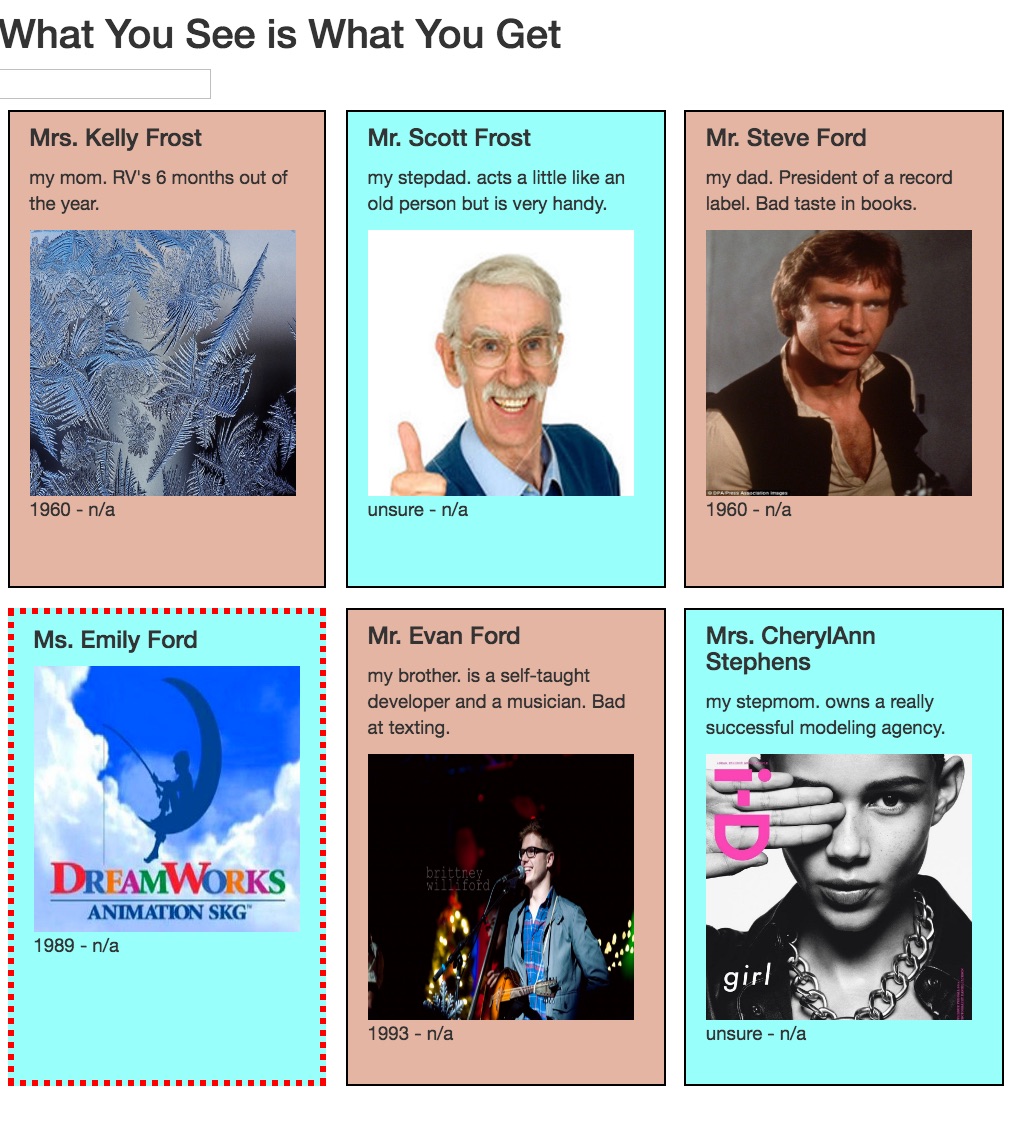 What You See is What You Get
Mrs. Kelly Frost
my mom. RV's 6 months out of
the year.
1960 - n/a
Mr. Scott Frost
my stepdad. acts a little like an
old person but is very handy.
unsure - n/a
Mr. Steve Ford
my dad. President of a record
label. Bad taste in books.
© DPA/Press Association Images
1960 - n/a
Ms. Emily Ford
DREAMWORKS
ANIMATION SKG™
1989 - n/a
Mr. Evan Ford
my brother. is a self-taught
developer and a musician. Bad
at texting.
brittney
williford
1993 - n/a
Mrs. CherylAnn
Stephens
my stepmom. owns a really
successful modeling agency.
i-D
girl
unsure - n/a